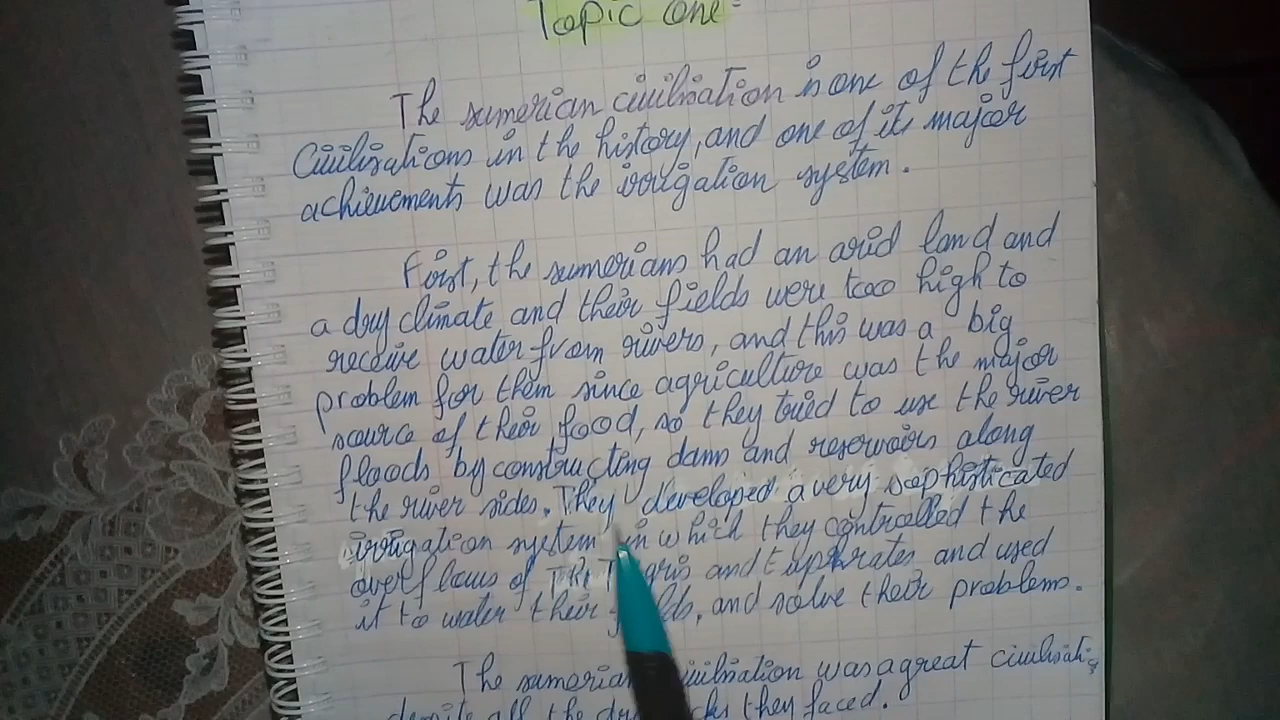 Topic one:
The sumerian civilisation is one of the first
Civilisations in the history, and one of its major
achievements was the irrigation system.
First, the sumerians had an arid land and
a dry climate and their fields were too high to
receive water from rivers, and this was a big
problem for them since agriculture was the major
source of their food, so they tried to use the river
floods by constructing dams and reservoirs along
the river sides. They developed a very sophisticated
irrigation system in which they controlled the
overflows of and and used
it to water their fields, and solve their problems.
The sumerian civilisation was a great
despite all the they faced.